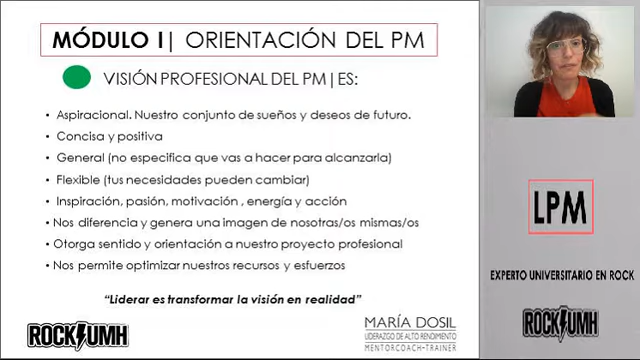 MÓDULO I| ORIENTACIÓN DEL PM
VISIÓN PROFESIONAL DEL PM|ES:
• Aspiracional. Nuestro conjunto de sueños y deseos de futuro.
• Concisa y positiva
• General (no especifica que vas a hacer para alcanzarla)
• Flexible (tus necesidades pueden cambiar)
• Inspiración, pasión, motivación , energía y acción
• Nos diferencia y genera una imagen de nosotras/os mismas/os
• Otorga sentido y orientación a nuestro proyecto profesional
• Nos permite optimizar nuestros recursos y esfuerzos
“Liderar es transformar la visión en realidad”
ROCK UMH
MARÍA DOSIL
LIDERAZGO DE ALTO RENDIMIENTO
MENTORCOACH-TRAINER
LPM
EXPERTO UNIVERSITARIO EN ROCK
ROCK UMH